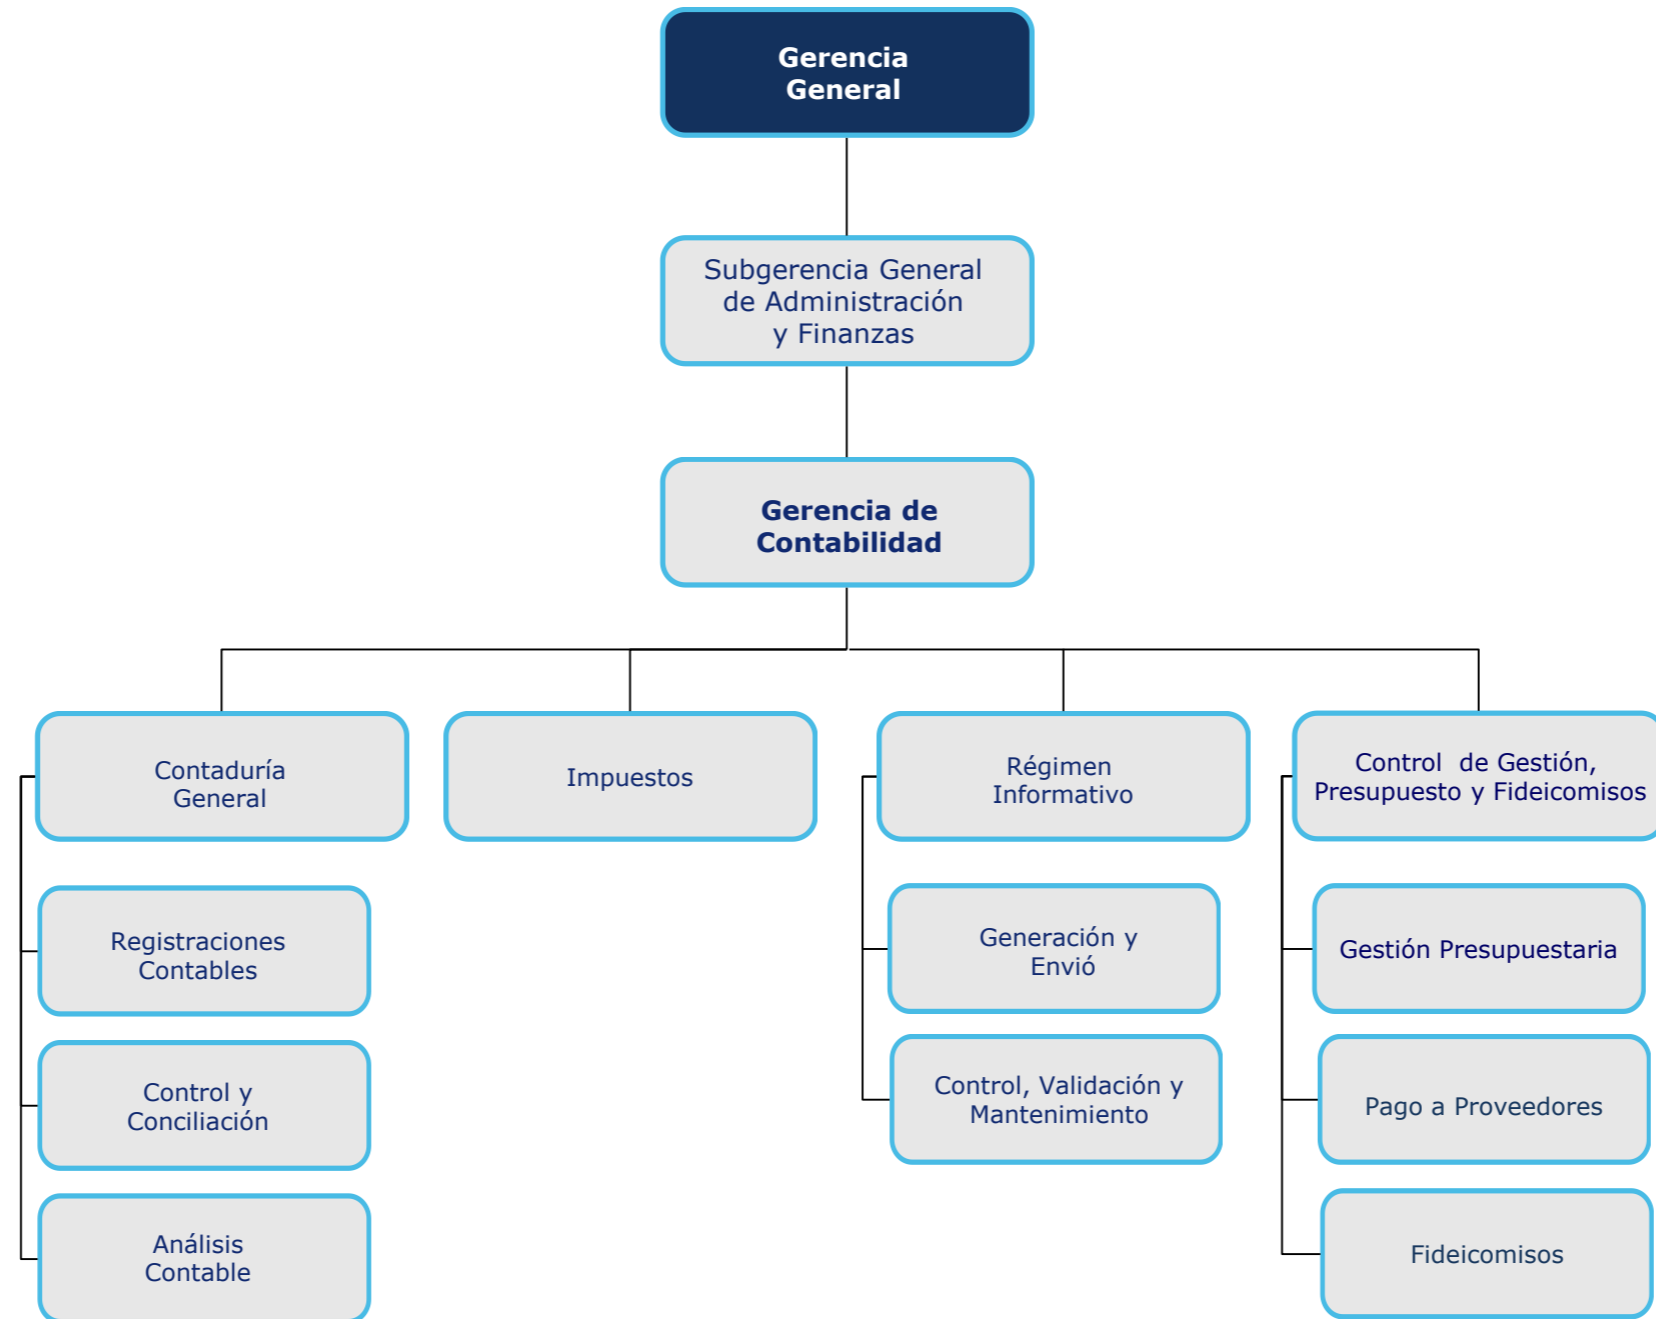 Gerencia
General
Subgerencia General
de Administración
y Finanzas
Gerencia de
Contabilidad
Contaduría
General
Impuestos
Régimen
Informativo
Control  de Gestión,
Presupuesto y Fideicomisos
Registraciones
Contables
Generación y
Envió
Gestión Presupuestaria
Control y
Conciliación
Control, Validación y
Mantenimiento
Pago a Proveedores
Análisis
Contable
Fideicomisos